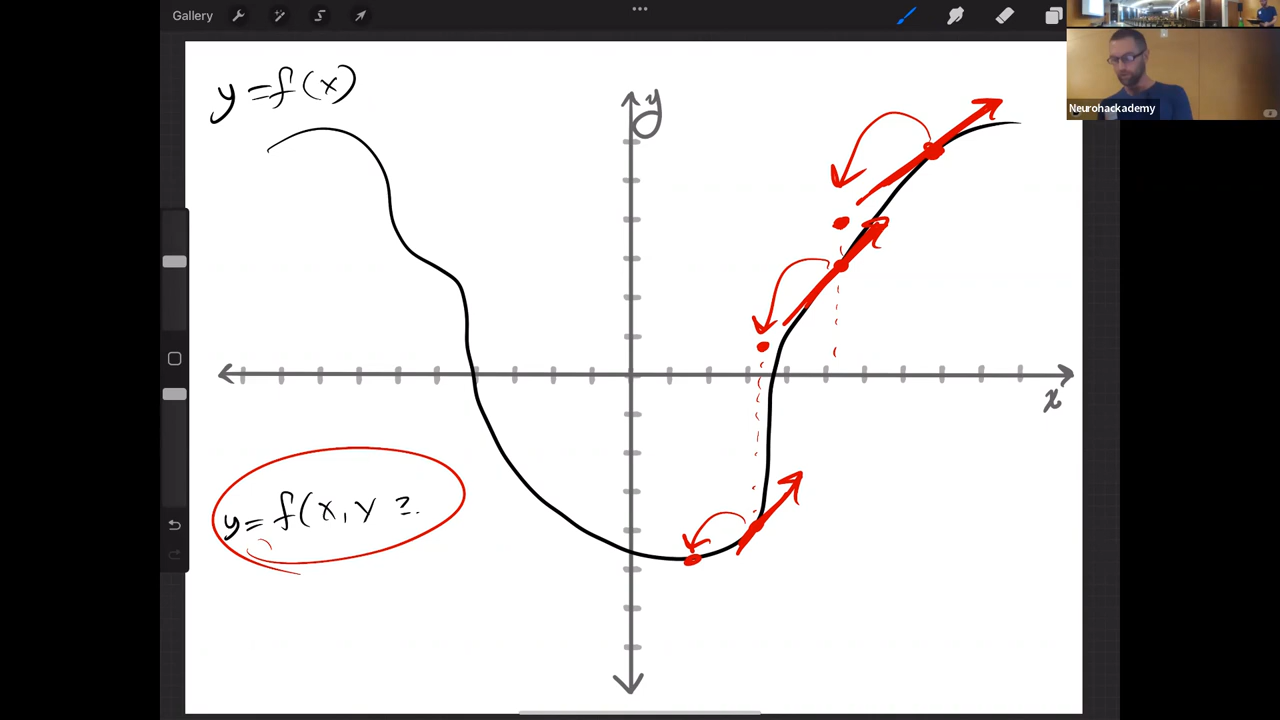 Gallery
y = f(x)
y
x
y = f(x, y z.
Neurohackademy